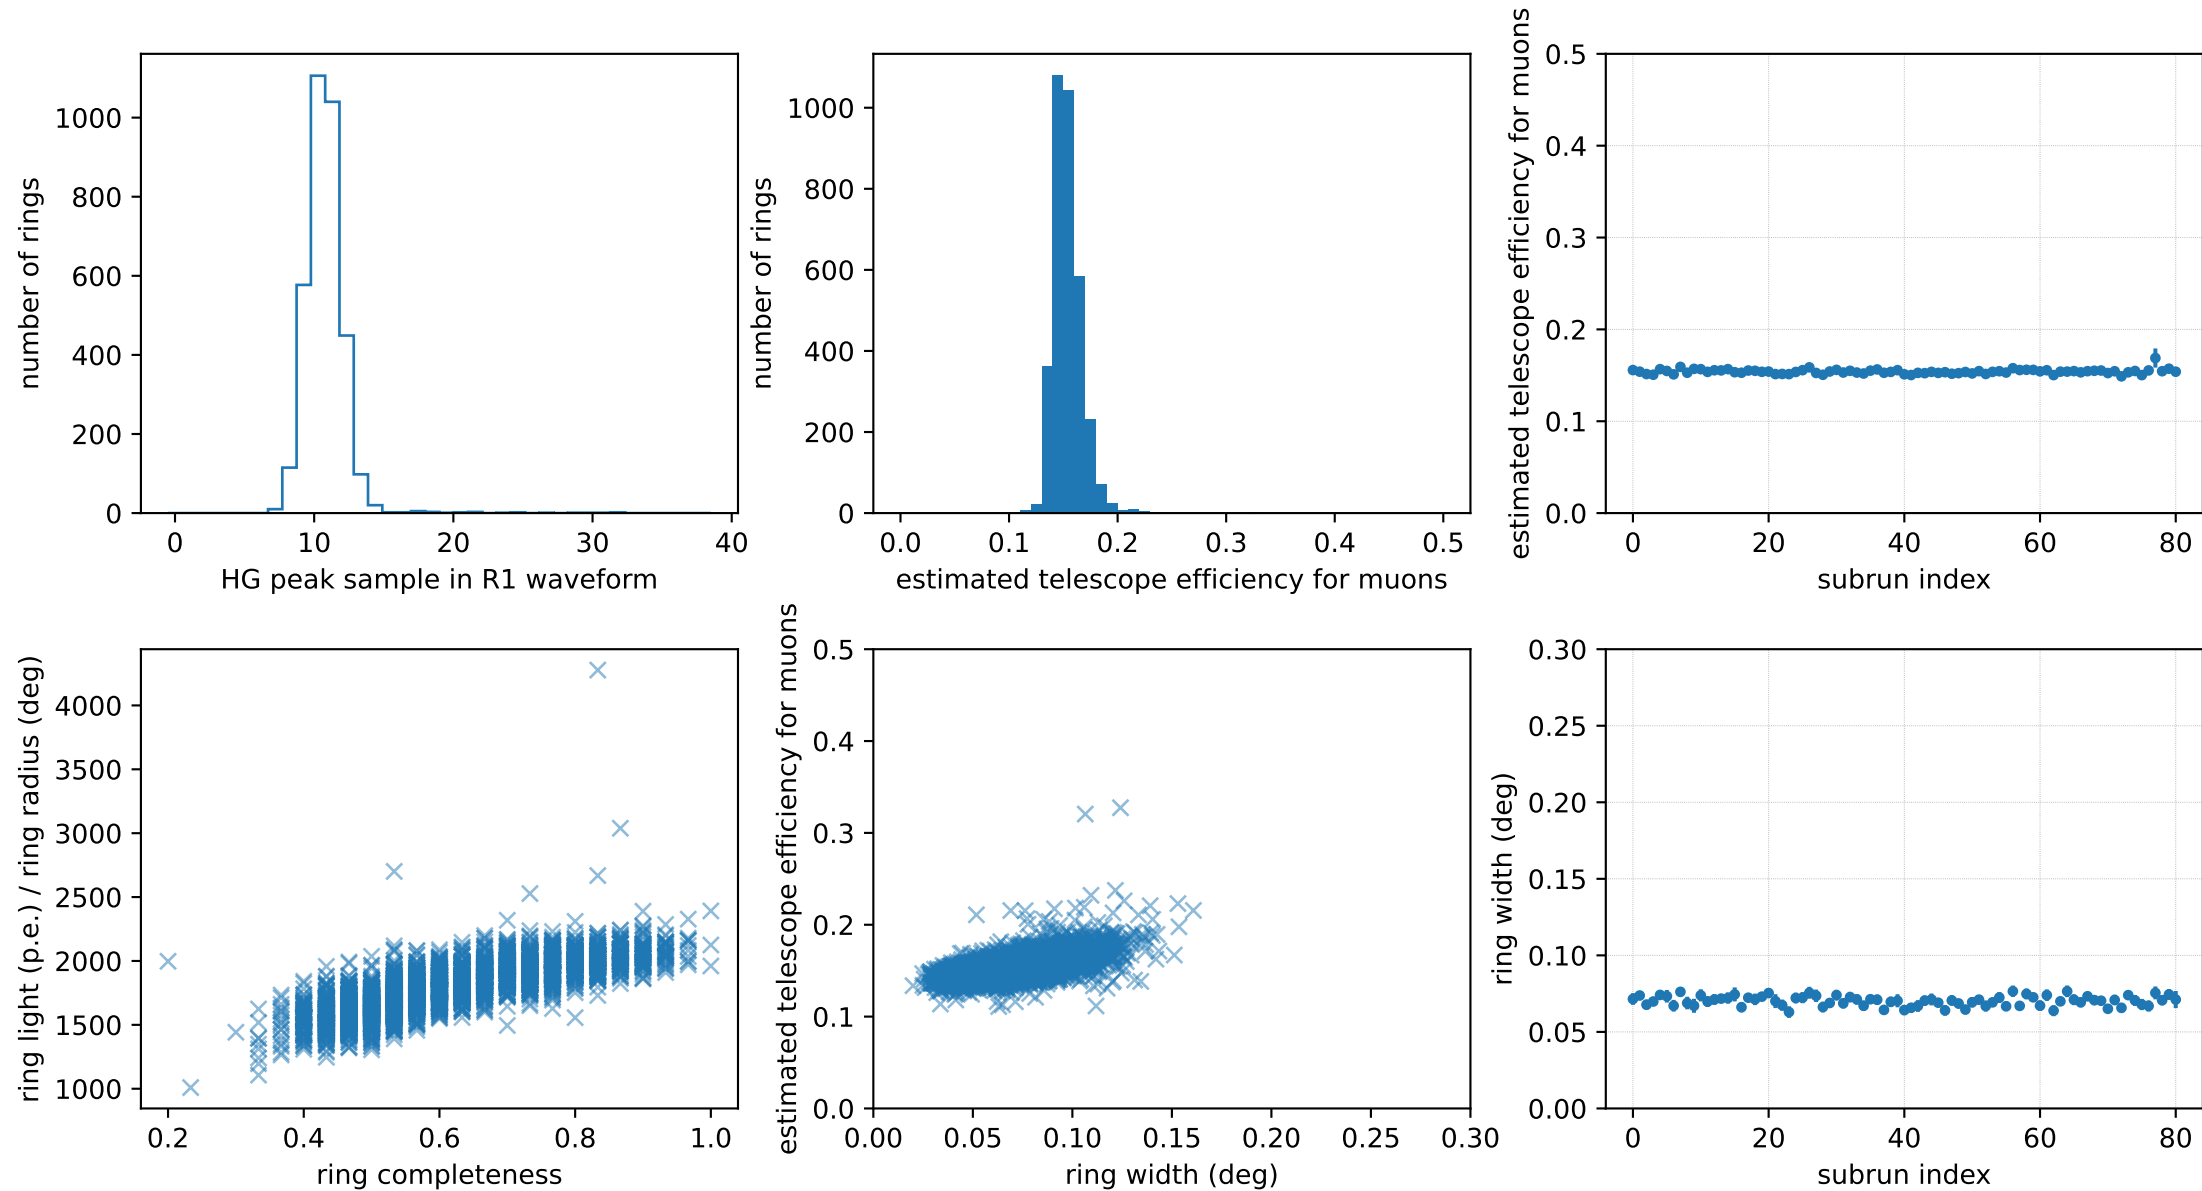 number of rings
1000
800
600
400
200
0
0 10 20 30 40
HG peak sample in R1 waveform
number of rings
1000
800
600
400
200
0
0.0 0.1 0.2 0.3 0.4 0.5
estimated telescope efficiency for muons
estimated telescope efficiency for muons
0.5
0.4
0.3
0.2
0.1
0.0
0 20 40 60 80
subrun index
ring light (p.e.) / ring radius (deg)
4000
3500
3000
2500
2000
1500
1000
0.2 0.4 0.6 0.8 1.0
ring completeness
estimated telescope efficiency for muons
0.5
0.4
0.3
0.2
0.1
0.0
0.00 0.05 0.10 0.15 0.20 0.25 0.30
ring width (deg)
ring width (deg)
0.30
0.25
0.20
0.15
0.10
0.05
0.00
0 20 40 60 80
subrun index